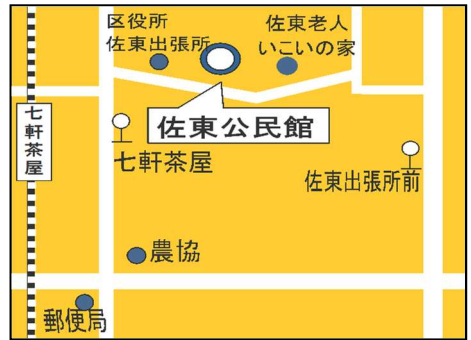 区役所
佐東出張所
佐東老人
いこいの家
七軒茶屋
佐東公民館
七軒茶屋
佐東出張所前
農協
郵便局